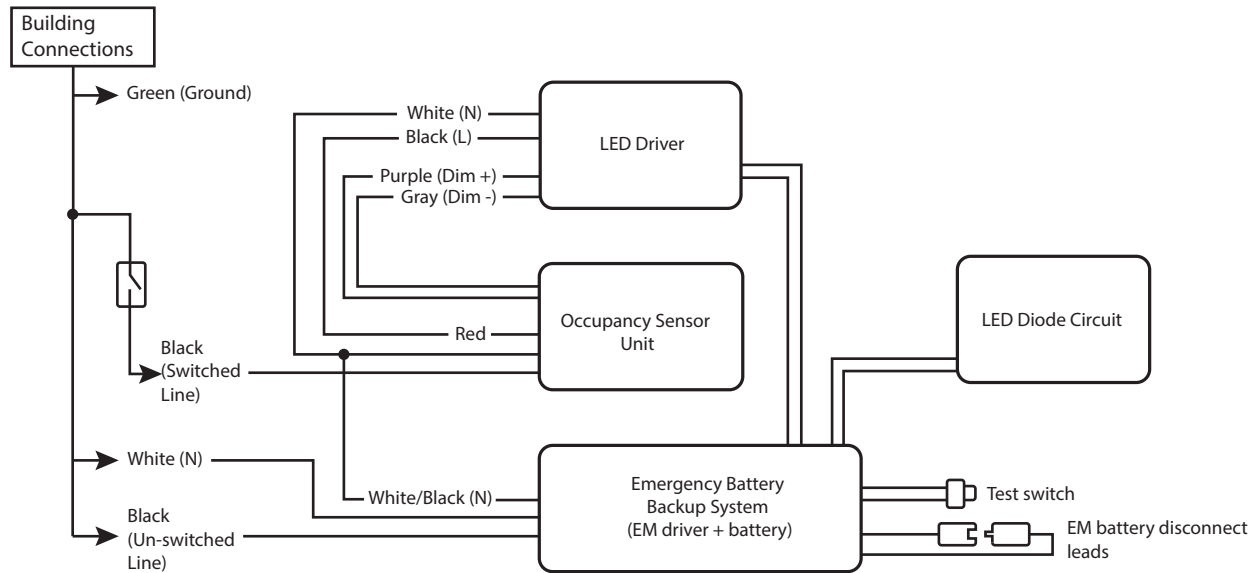 Building
Connections
Green (Ground)
White (N)
Black (L)
LED Driver
Purple (Dim +)
Gray (Dim -)
Occupancy Sensor
Unit
Red
LED Diode Circuit
Black
(Switched
Line)
White (N)
White/Black (N)
Black
(Un-switched
Line)
Emergency Battery
Backup System
(EM driver + battery)
Test switch
EM battery disconnect
leads